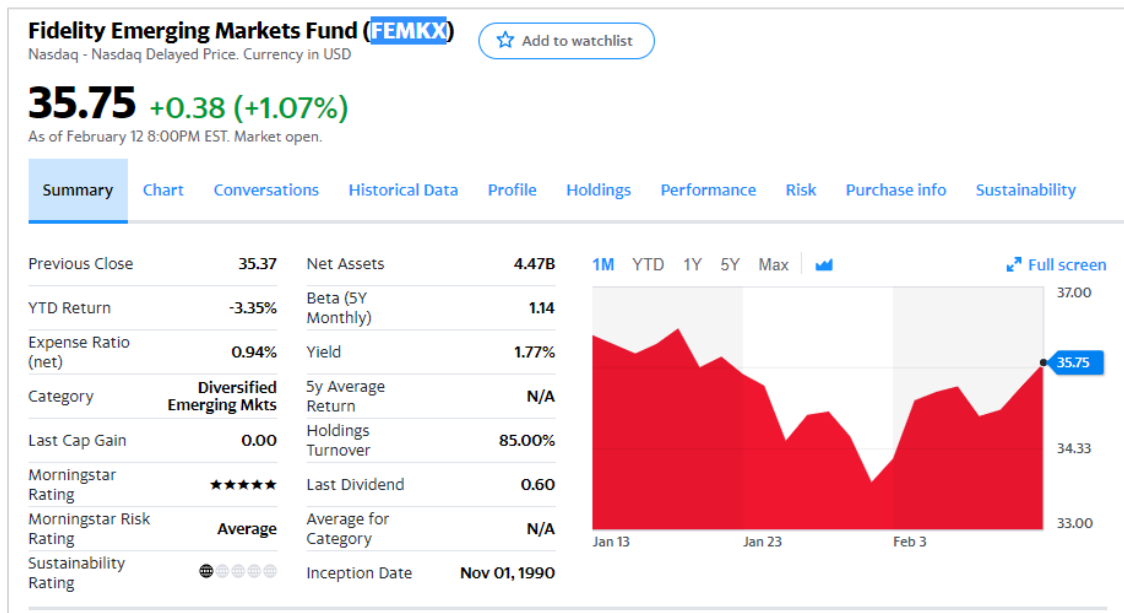 Fidelity Emerging Markets Fund (FEMKX)
Add to watchlist
Nasdaq - Nasdaq Delayed Price. Currency in USD
35.75 +0.38 (+1.07%)
As of February 12 8:00PM EST. Market open.
Summary Chart Conversations Historical Data Profile Holdings Performance Risk Purchase info Sustainability
Previous Close 35.37
YTD Return -3.35%
Expense Ratio
(net) 0.94%
Category Diversified
Emerging Mkts
Last Cap Gain 0.00
Morningstar
Rating ★★★★★
Morningstar Risk
Rating Average
Sustainability
Rating
Net Assets 4.47B
Beta (5Y
Monthly) 1.14
Yield 1.77%
5y Average
Return N/A
Holdings
Turnover 85.00%
Last Dividend 0.60
Average for
Category N/A
Inception Date Nov 01, 1990
1M YTD 1Y 5Y Max
Full screen
37.00
35.75
34.33
33.00
Jan 13 Jan 23 Feb 3